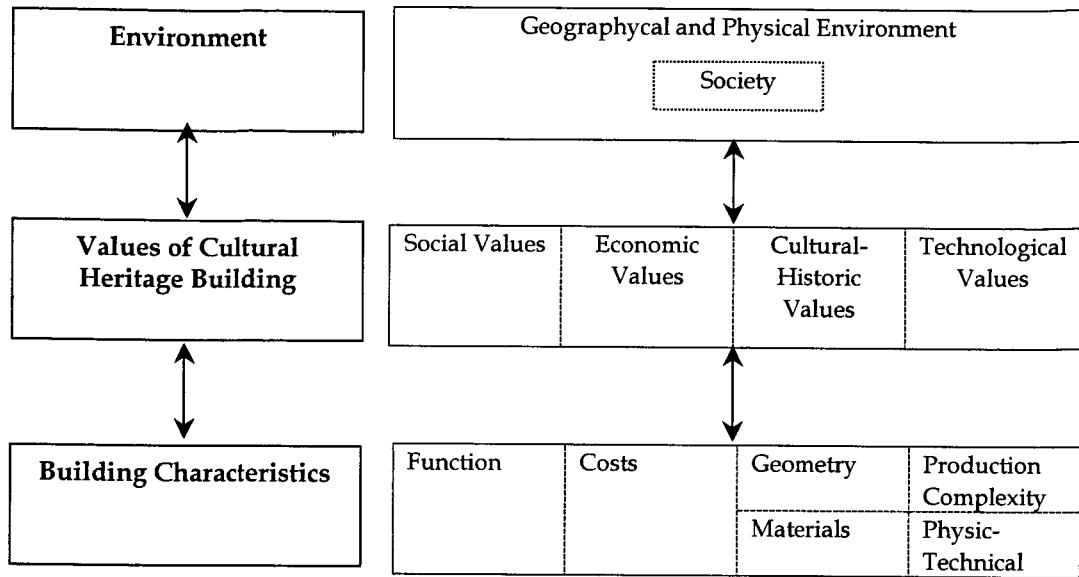 Environment
Geographycal and Physical Environment
Society
Values of Cultural
Heritage Building
Social Values
Economic
Values
Cultural-
Historic
Values
Technological
Values
Building Characteristics
Function
Costs
Geometry
Production
Complexity
Materials
Physic-
Technical